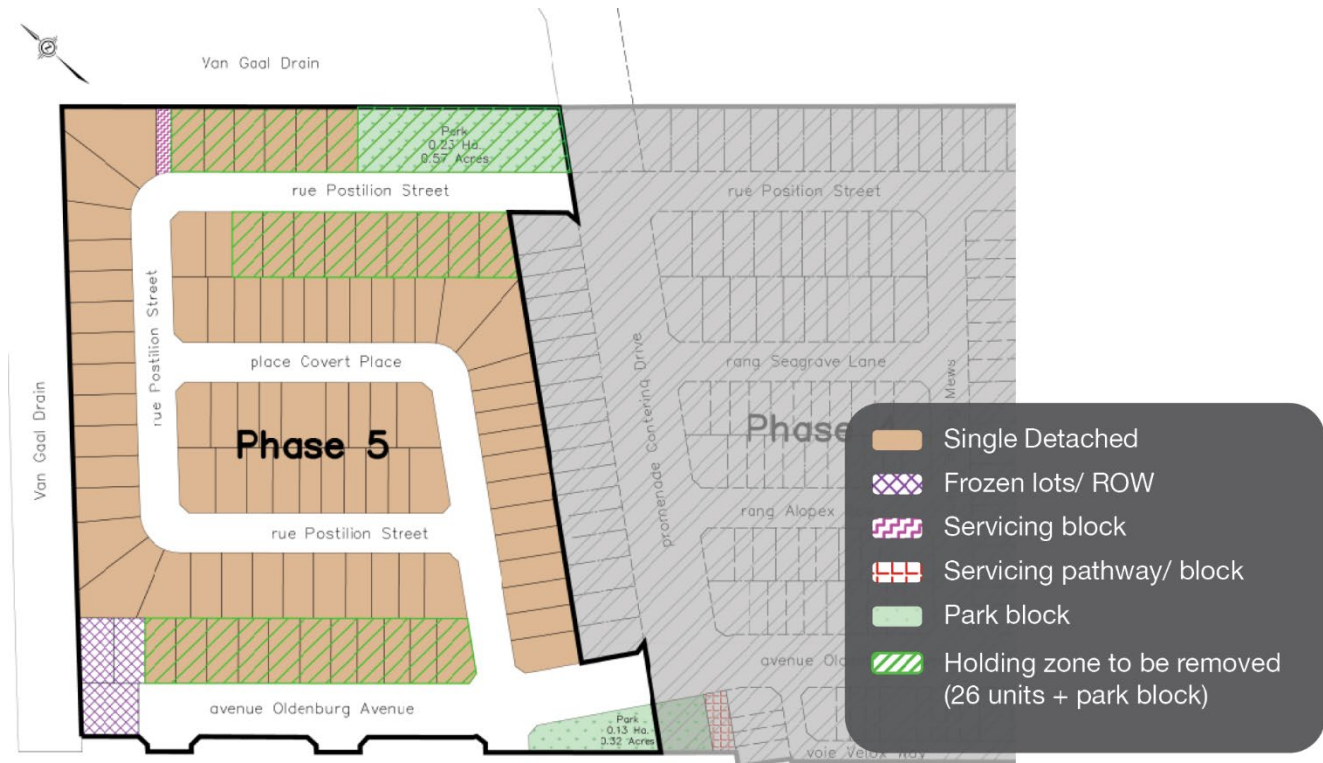 Van Gaal Drain
Park
0.23 Ha.
0.57 Acres
rue Postilion Street
rue Position Street
rue Postilion Street
place Covert Place
rang Seagrave Lane
Mews
promenade Contering Drive
Van Gaal Drain
Phase 5
Phase
rang Alopex
rue Postilion Street
avenue Oldenburg Avenue
avenue
Park
0.13 Ha.
0.32 Acres
voie Velox Way
Single Detached
Frozen lots/ ROW
Servicing block
Servicing pathway/ block
Park block
Holding zone to be removed
(26 units + park block)